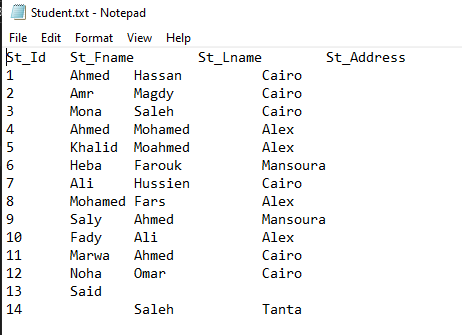 Student.txt - Notepad
File Edit Format View Help
St_Id St_Fname St_Lname St_Address
1 Ahmed Hassan Cairo
2 Amr Magdy Cairo
3 Mona Saleh Cairo
4 Ahmed Mohamed Alex
5 Khalid Moahmed Alex
6 Heba Farouk Mansoura
7 Ali Hussien Cairo
8 Mohamed Fars Alex
9 Saly Ahmed Mansoura
10 Fady Ali Alex
11 Marwa Ahmed Cairo
12 Noha Omar Cairo
13 Said
14 Saleh Tanta